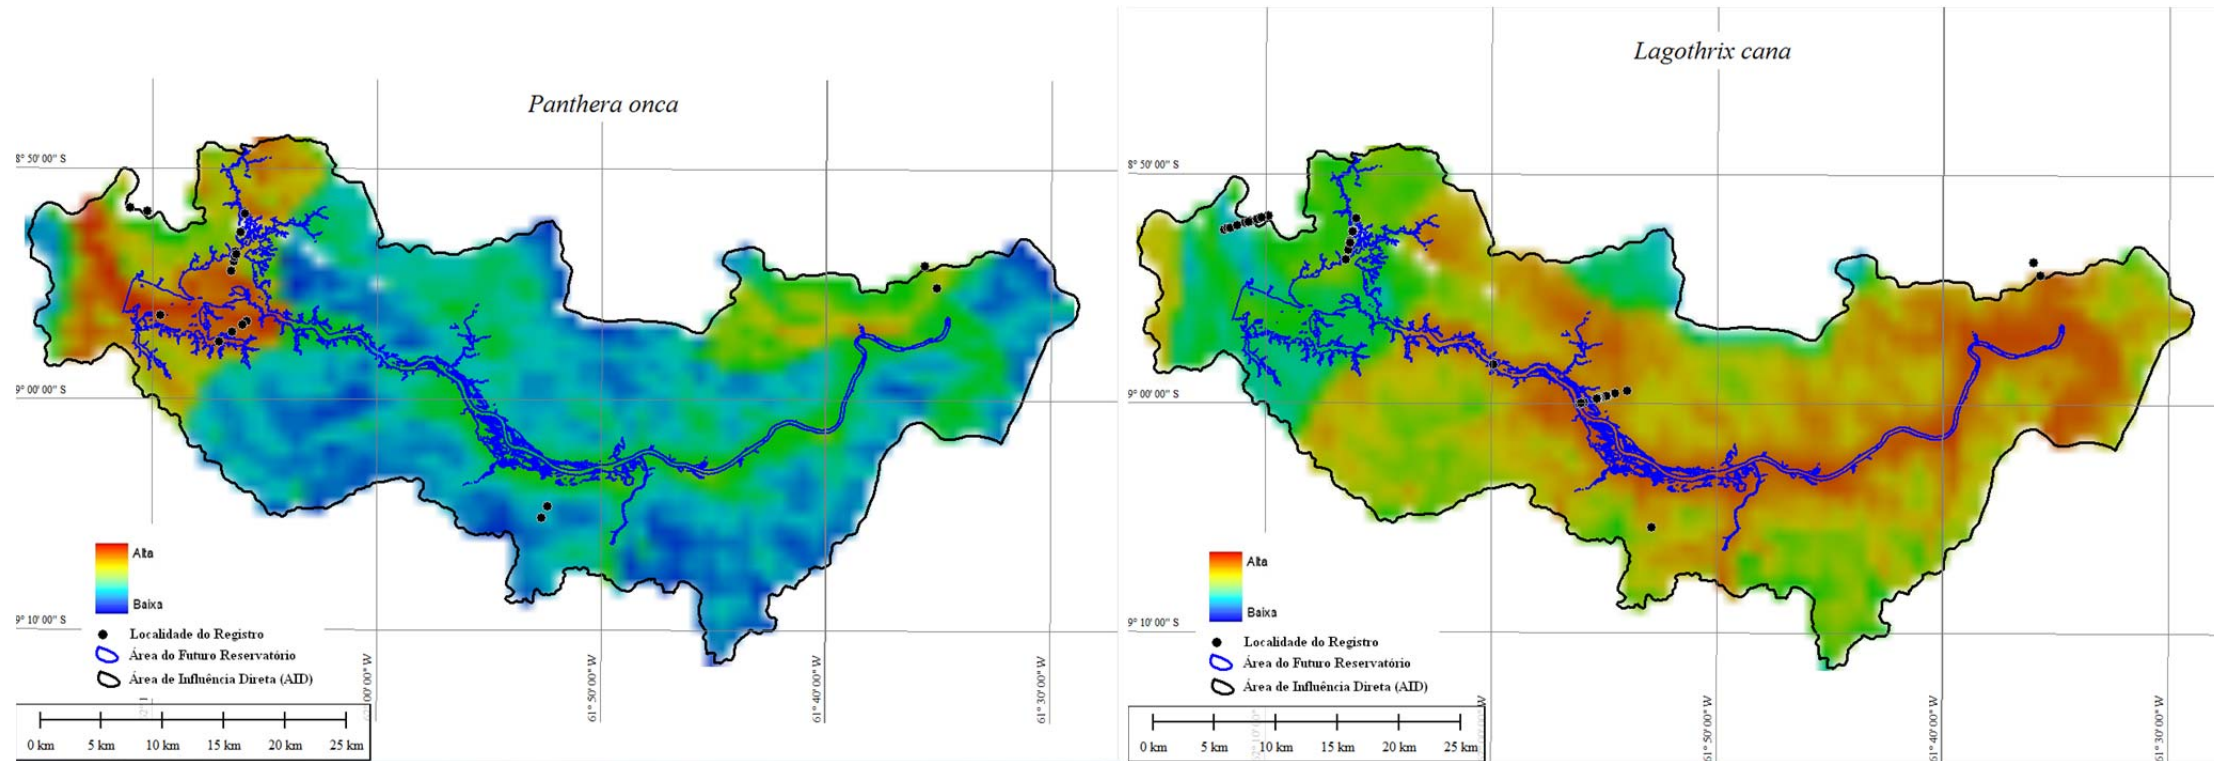 Panthera onca
8° 50' 00" S
9° 00' 00" S
9° 10' 00" S
Alta
Baixa
Localidade do Registro
Área do Futuro Reservatório
Área de Influência Direta (AID)
61° 50' 00" W
61° 40' 00" W
61° 30' 00" W
0 km 5 km 10 km 15 km 20 km 25 km
Lagothrix cana
8° 50' 00" S
9° 00' 00" S
9° 10' 00" S
Alta
Baixa
Localidade do Registro
Área do Futuro Reservatório
Área de Influência Direta (AID)
61° 50' 00" W
61° 40' 00" W
61° 30' 00" W
0 km 5 km 10 km 15 km 20 km 25 km